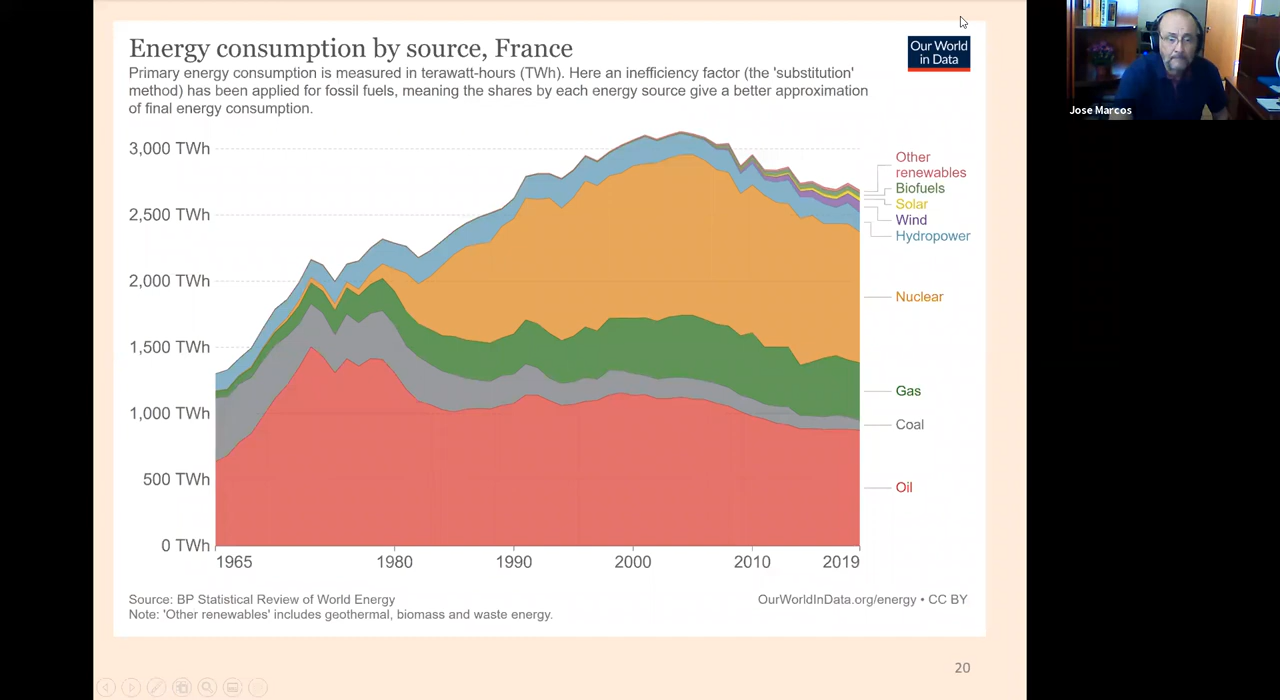 Energy consumption by source, France
Primary energy consumption is measured in terawatt-hours (TWh). Here an inefficiency factor (the 'substitution'
method) has been applied for fossil fuels, meaning the shares by each energy source give a better approximation
of final energy consumption.
Our World
in Data
3,000 TWh
2,500 TWh
2,000 TWh
1,500 TWh
1,000 TWh
500 TWh
0 TWh
1965
1980
1990
2000
2010
2019
Other
renewables
Biofuels
Solar
Wind
Hydropower
Nuclear
Gas
Coal
Oil
Source: BP Statistical Review of World Energy
Note: 'Other renewables' includes geothermal, biomass and waste energy.
OurWorldInData.org/energy • CC BY
20
Jose Marcos